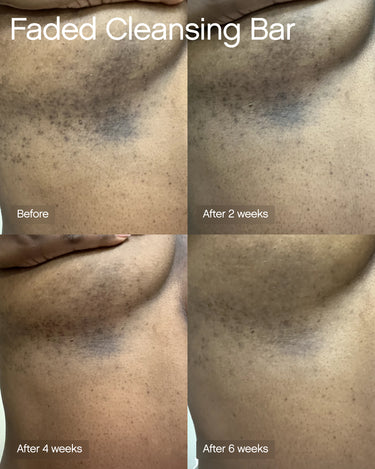 Faded Cleansing Bar
Before
After 2 weeks
After 4 weeks
After 6 weeks